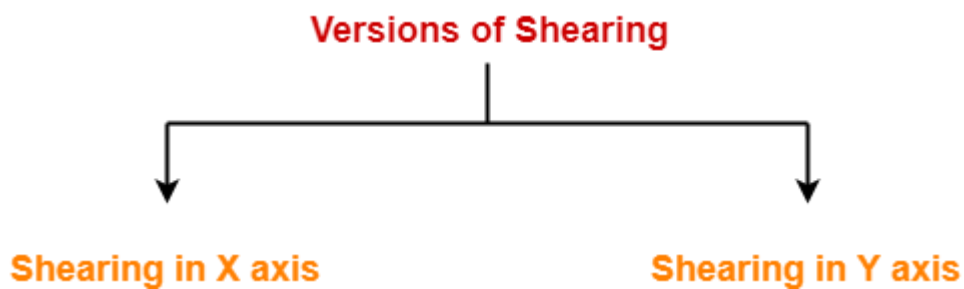 Versions of Shearing
Shearing in X axis
Shearing in Y axis